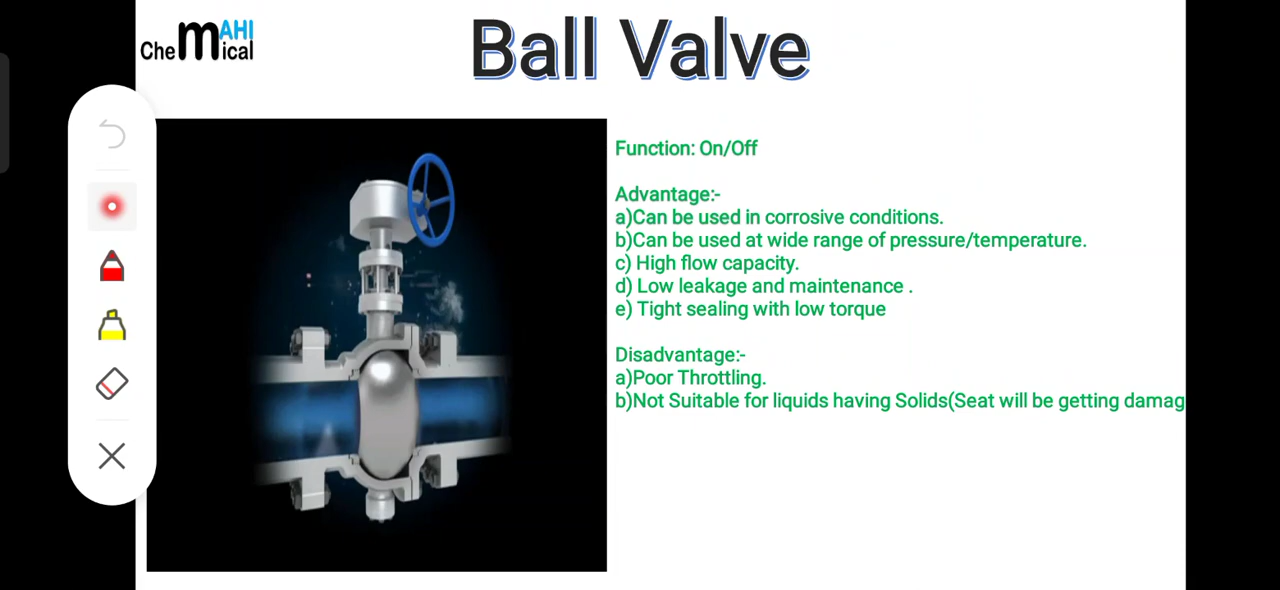 MAHI
Chemical
Ball Valve
Function: On/Off
Advantage:-
a)Can be used in corrosive conditions.
b)Can be used at wide range of pressure/temperature.
c) High flow capacity.
d) Low leakage and maintenance .
e) Tight sealing with low torque
Disadvantage:-
a)Poor Throttling.
b)Not Suitable for liquids having Solids(Seat will be getting damag